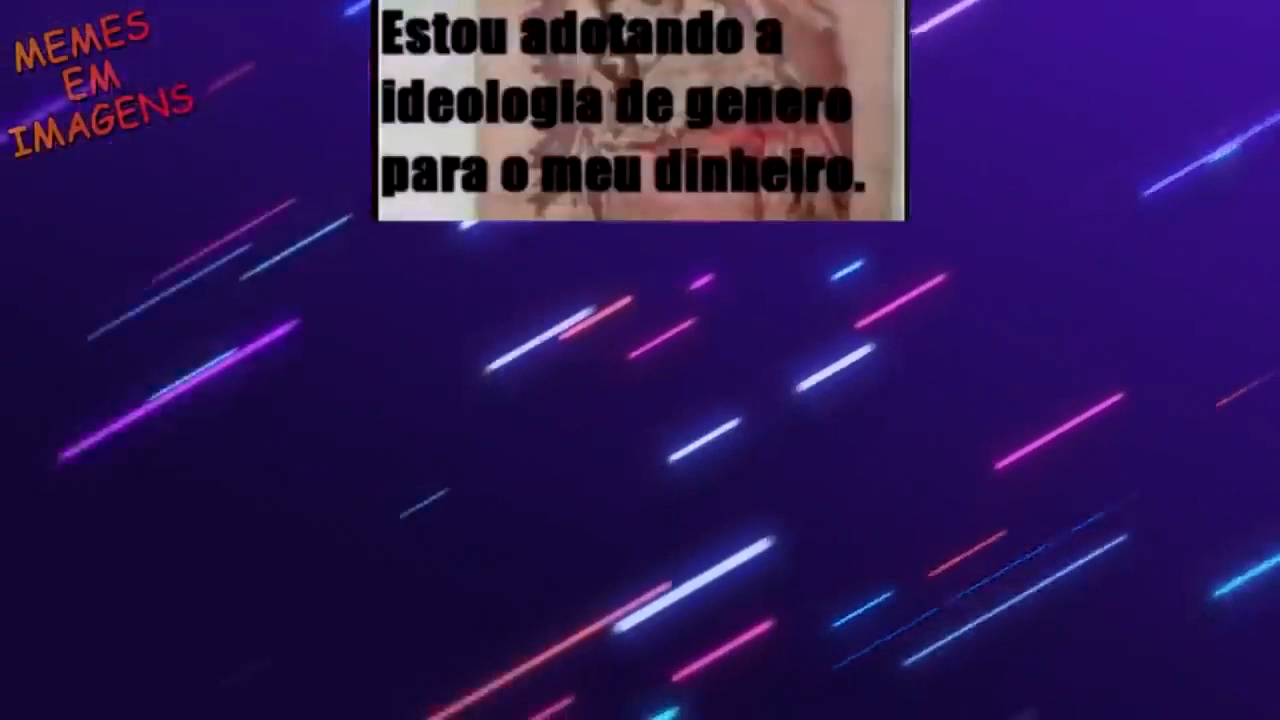 MEMES
EM
IMAGENS
Estou adotando a
ideologia de genero
para o meu dinheiro.